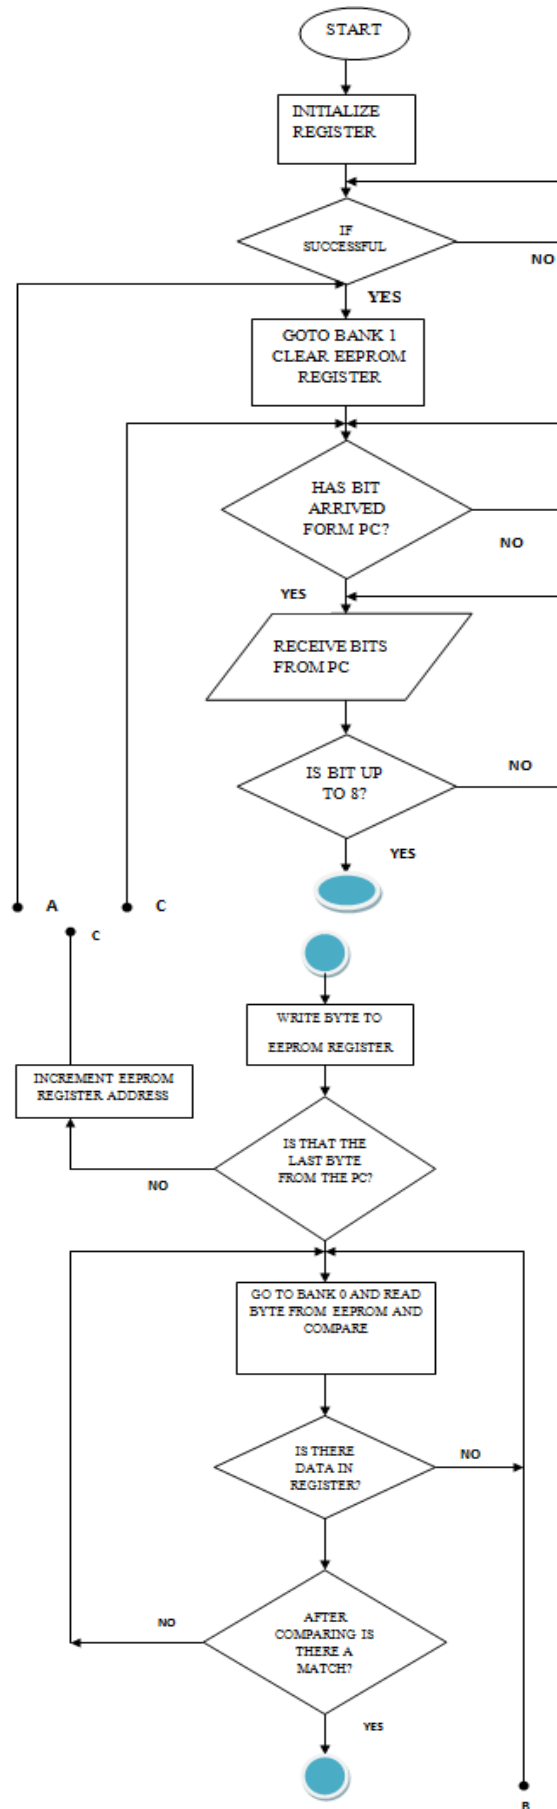 START
INITIALIZE
REGISTER
IF
SUCCESSFUL
NO
YES
GOTO BANK 1
CLEAR EEPROM
REGISTER
HAS BIT
ARRIVED
FORM PC?
NO
YES
RECEIVE BITS
FROM PC
IS BIT UP
TO 8?
NO
YES
A
C
C
WRITE BYTE TO
EEPROM REGISTER
INCREMENT EEPROM
REGISTER ADDRESS
IS THAT THE
LAST BYTE
FROM THE PC?
NO
GO TO BANK 0 AND READ
BYTE FROM EEPROM AND
COMPARE
IS THERE
DATA IN
REGISTER?
NO
AFTER
COMPARING IS
THERE A
MATCH?
NO
YES
B